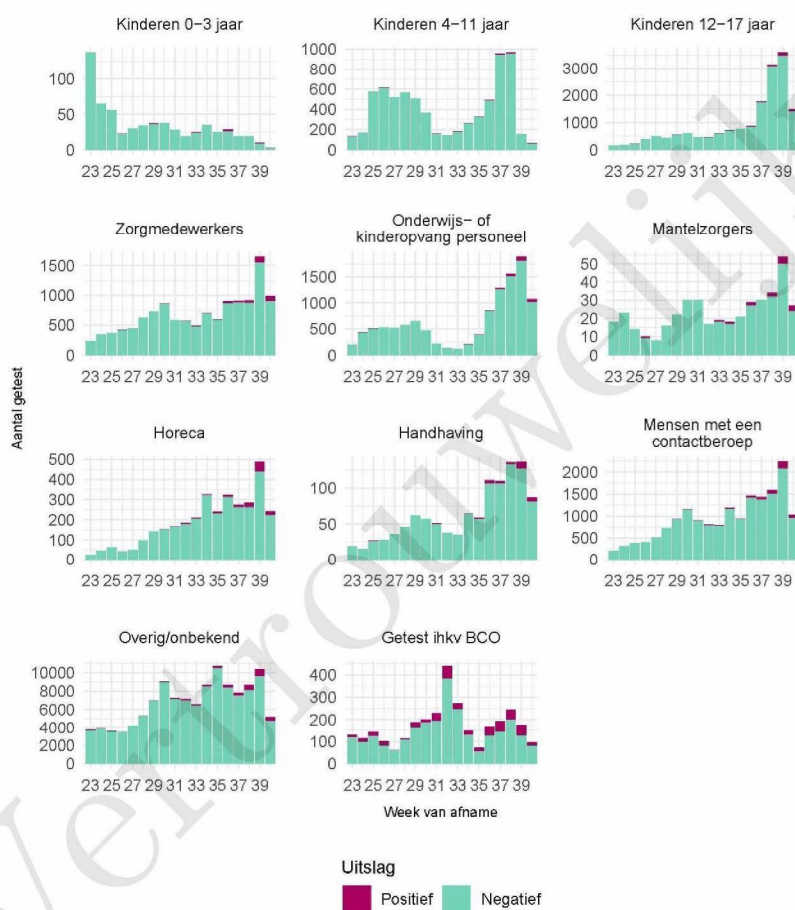 Kinderen 0−3 jaar
100
50
0
23 25 27 29 31 33 35 37 39
Kinderen 4−11 jaar
1000
800
600
400
200
0
23 25 27 29 31 33 35 37 39
Kinderen 12−17 jaar
3000
2000
1000
0
23 25 27 29 31 33 35 37 39
Zorgmedewerkers
1500
1000
500
0
23 25 27 29 31 33 35 37 39
Onderwijs− of
kinderopvang personeel
1500
1000
500
0
23 25 27 29 31 33 35 37 39
Mantelzorgers
50
40
30
20
10
0
23 25 27 29 31 33 35 37 39
Aantal getest
Horeca
500
400
300
200
100
0
23 25 27 29 31 33 35 37 39
Handhaving
100
50
0
23 25 27 29 31 33 35 37 39
Mensen met een
contactberoep
2000
1500
1000
500
0
23 25 27 29 31 33 35 37 39
Overig/onbekend
10000
8000
6000
4000
2000
0
23 25 27 29 31 33 35 37 39
Getest ihkv BCO
400
300
200
100
0
23 25 27 29 31 33 35 37 39
Week van afname
Uitslag
Positief Negatief
Vertrouwelijk